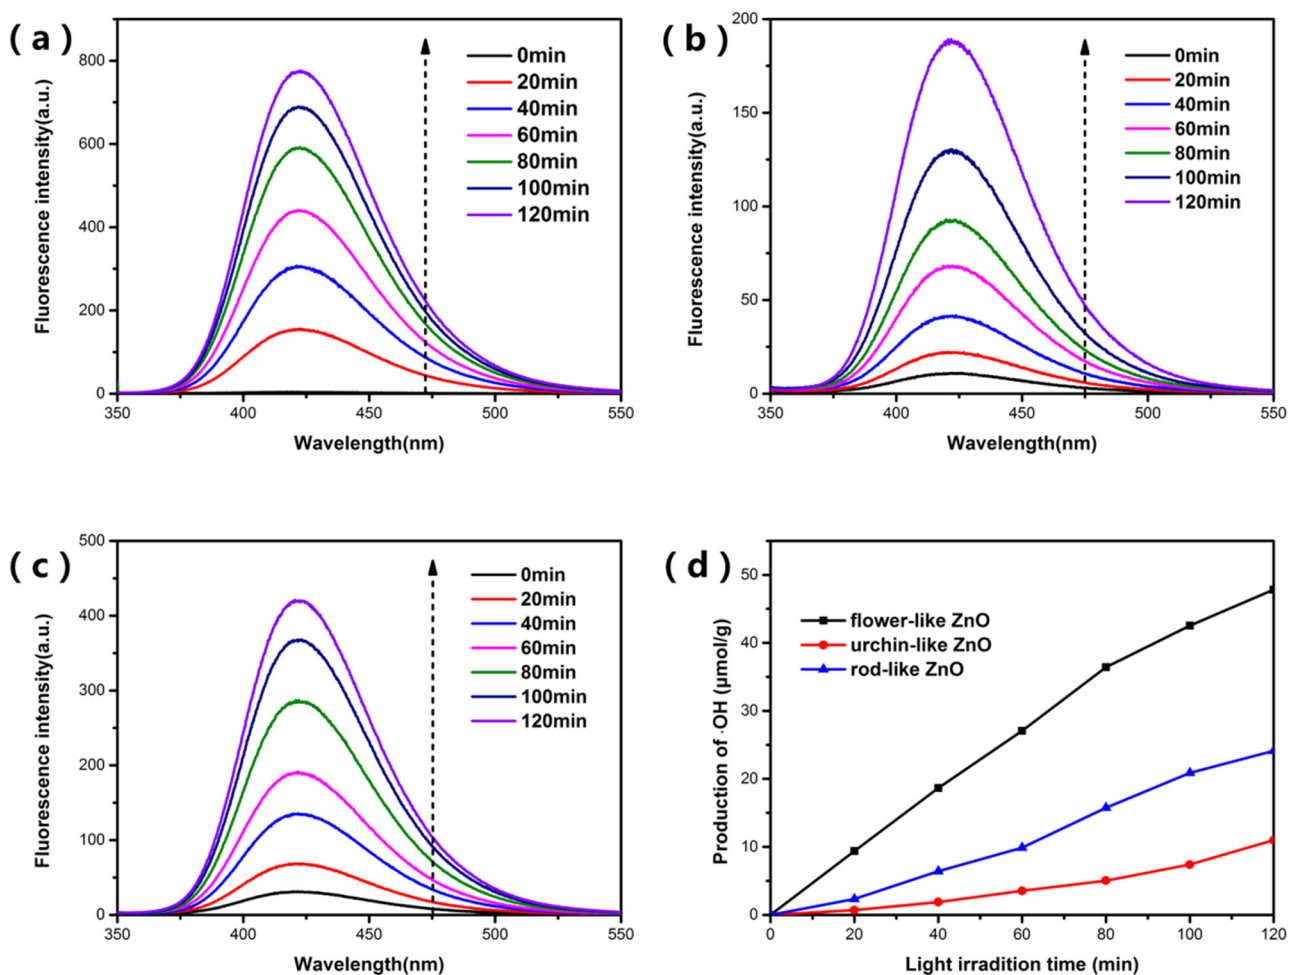 ( a )
Fluorescence intensity(a.u.)
800
600
400
200
0
350
400
450
500
550
Wavelength(nm)
0min
20min
40min
60min
80min
100min
120min
( b )
Fluorescence intensity(a.u.)
200
150
100
50
0
350
400
450
500
550
Wavelength(nm)
0min
20min
40min
60min
80min
100min
120min
( c )
Fluorescence intensity(a.u.)
500
400
300
200
100
0
350
400
450
500
550
Wavelength(nm)
0min
20min
40min
60min
80min
100min
120min
( d )
Production of ·OH (μmol/g)
50
40
30
20
10
0
0
20
40
60
80
100
120
Light irradition time (min)
flower-like ZnO
urchin-like ZnO
rod-like ZnO